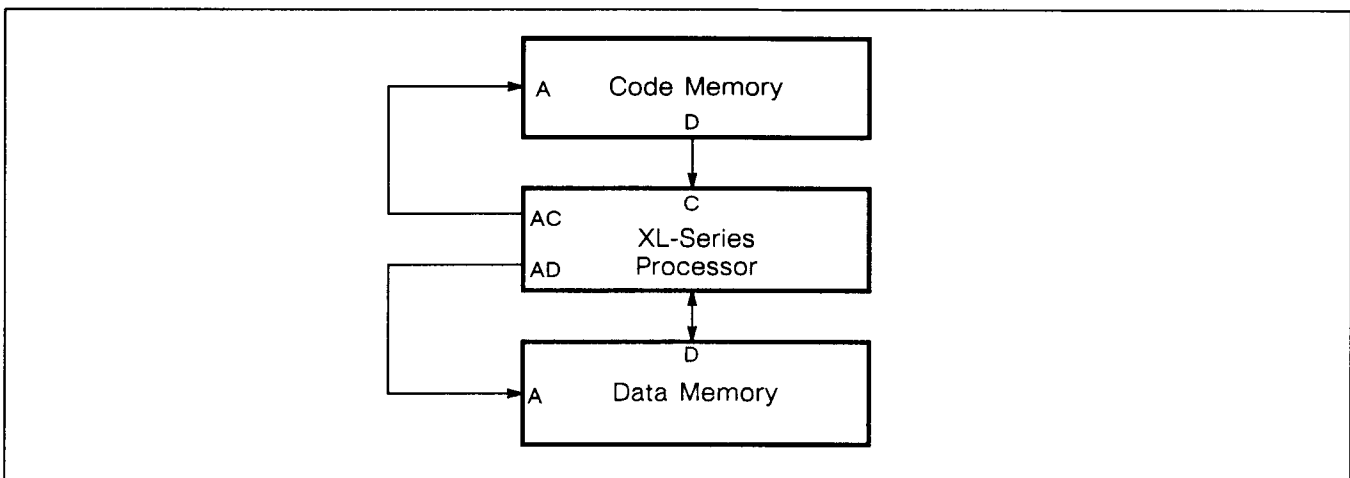 A
Code Memory
D
C
AC
XL-Series
Processor
AD
D
A
Data Memory